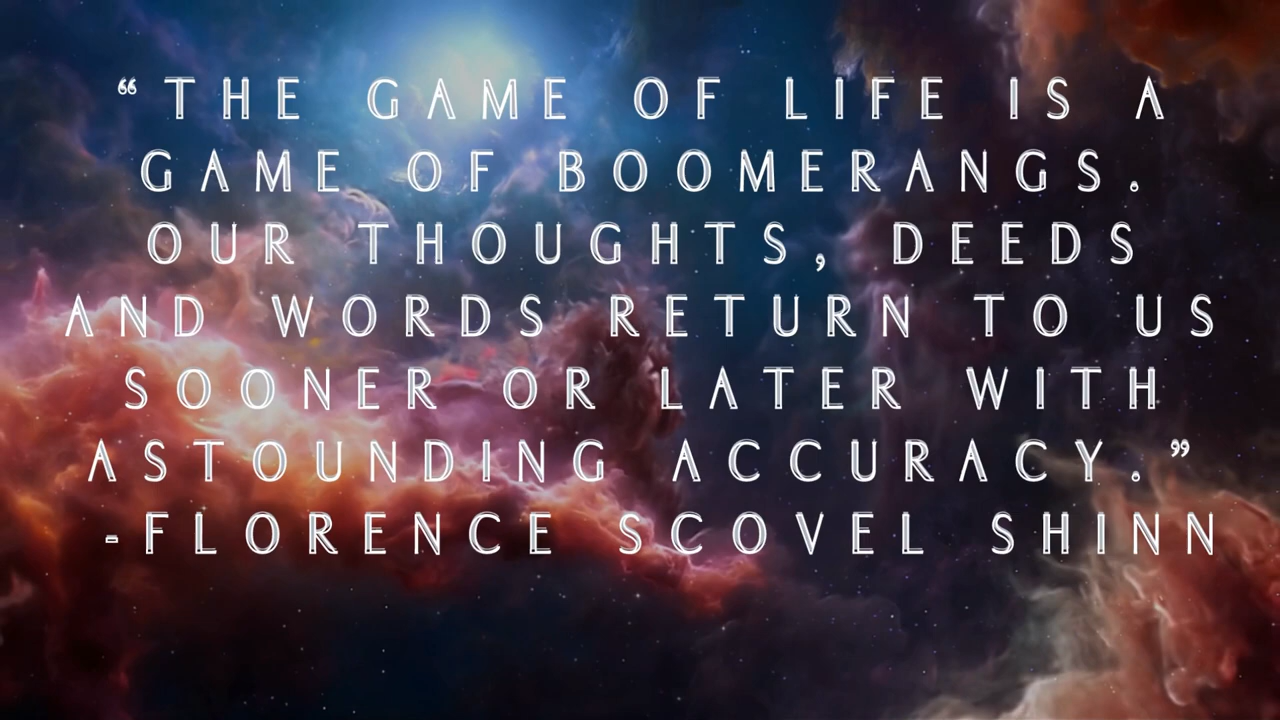 “THE GAME OF LIFE IS A
GAME OF BOOMERANGS.
OUR THOUGHTS, DEEDS
AND WORDS RETURN TO US
SOONER OR LATER WITH
ASTOUNDING ACCURACY.”
-FLORENCE SCOVEL SHINN